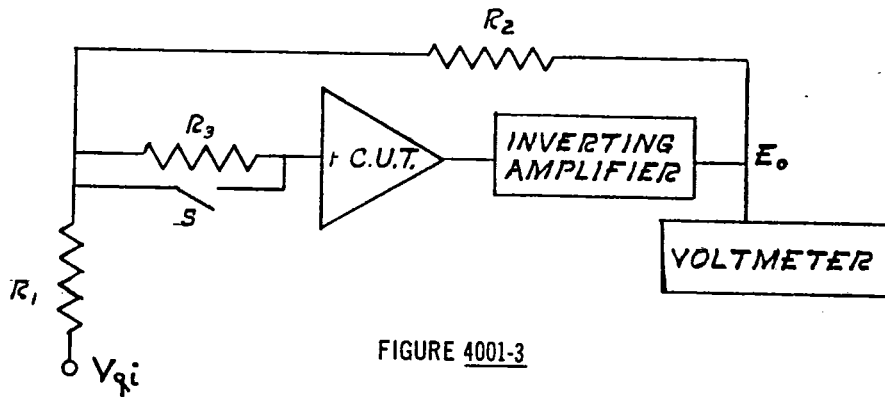 R2
R3
+ C.U.T.
INVERTING
AMPLIFIER
Eo
S
VOLTMETER
R1
Vqi
FIGURE 4001-3